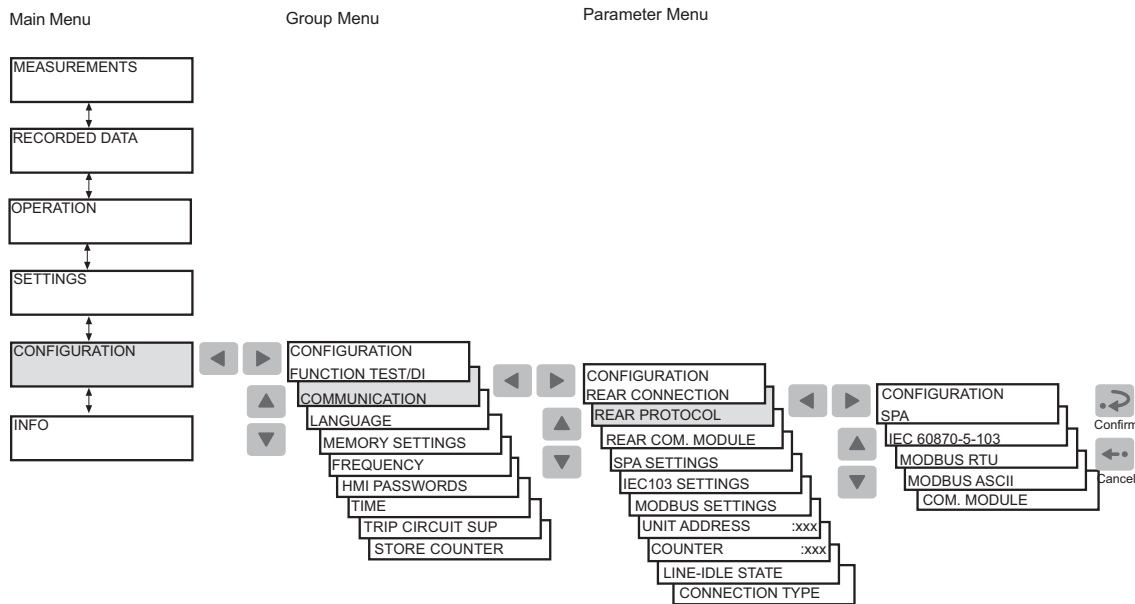 Main Menu
Group Menu
Parameter Menu
MEASUREMENTS
RECORDED DATA
OPERATION
SETTINGS
CONFIGURATION
INFO
CONFIGURATION
FUNCTION TEST/DI
COMMUNICATION
LANGUAGE
MEMORY SETTINGS
FREQUENCY
HMI PASSWORDS
TIME
TRIP CIRCUIT SUP
STORE COUNTER
CONFIGURATION
REAR CONNECTION
REAR PROTOCOL
REAR COM. MODULE
SPA SETTINGS
IEC103 SETTINGS
MODBUS SETTINGS
UNIT ADDRESS :xxx
COUNTER :xxx
LINE-IDLE STATE
CONNECTION TYPE
CONFIGURATION
SPA
IEC 60870-5-103
MODBUS RTU
MODBUS ASCII
COM. MODULE
Confirm
Cancel